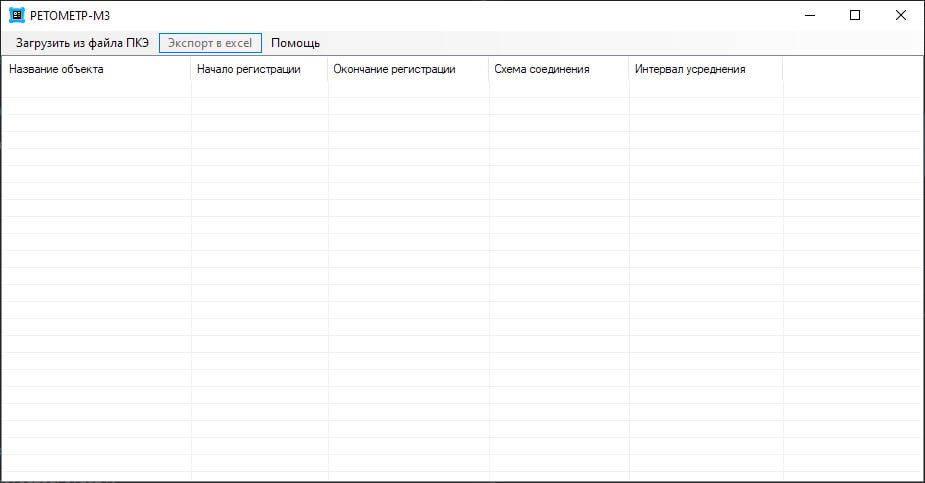 РЕТОМЕТР-М3
Загрузить из файла ПКЭ Экспорт в excel Помощь
Название объекта Начало регистрации Окончание регистрации Схема соединения Интервал усреднения